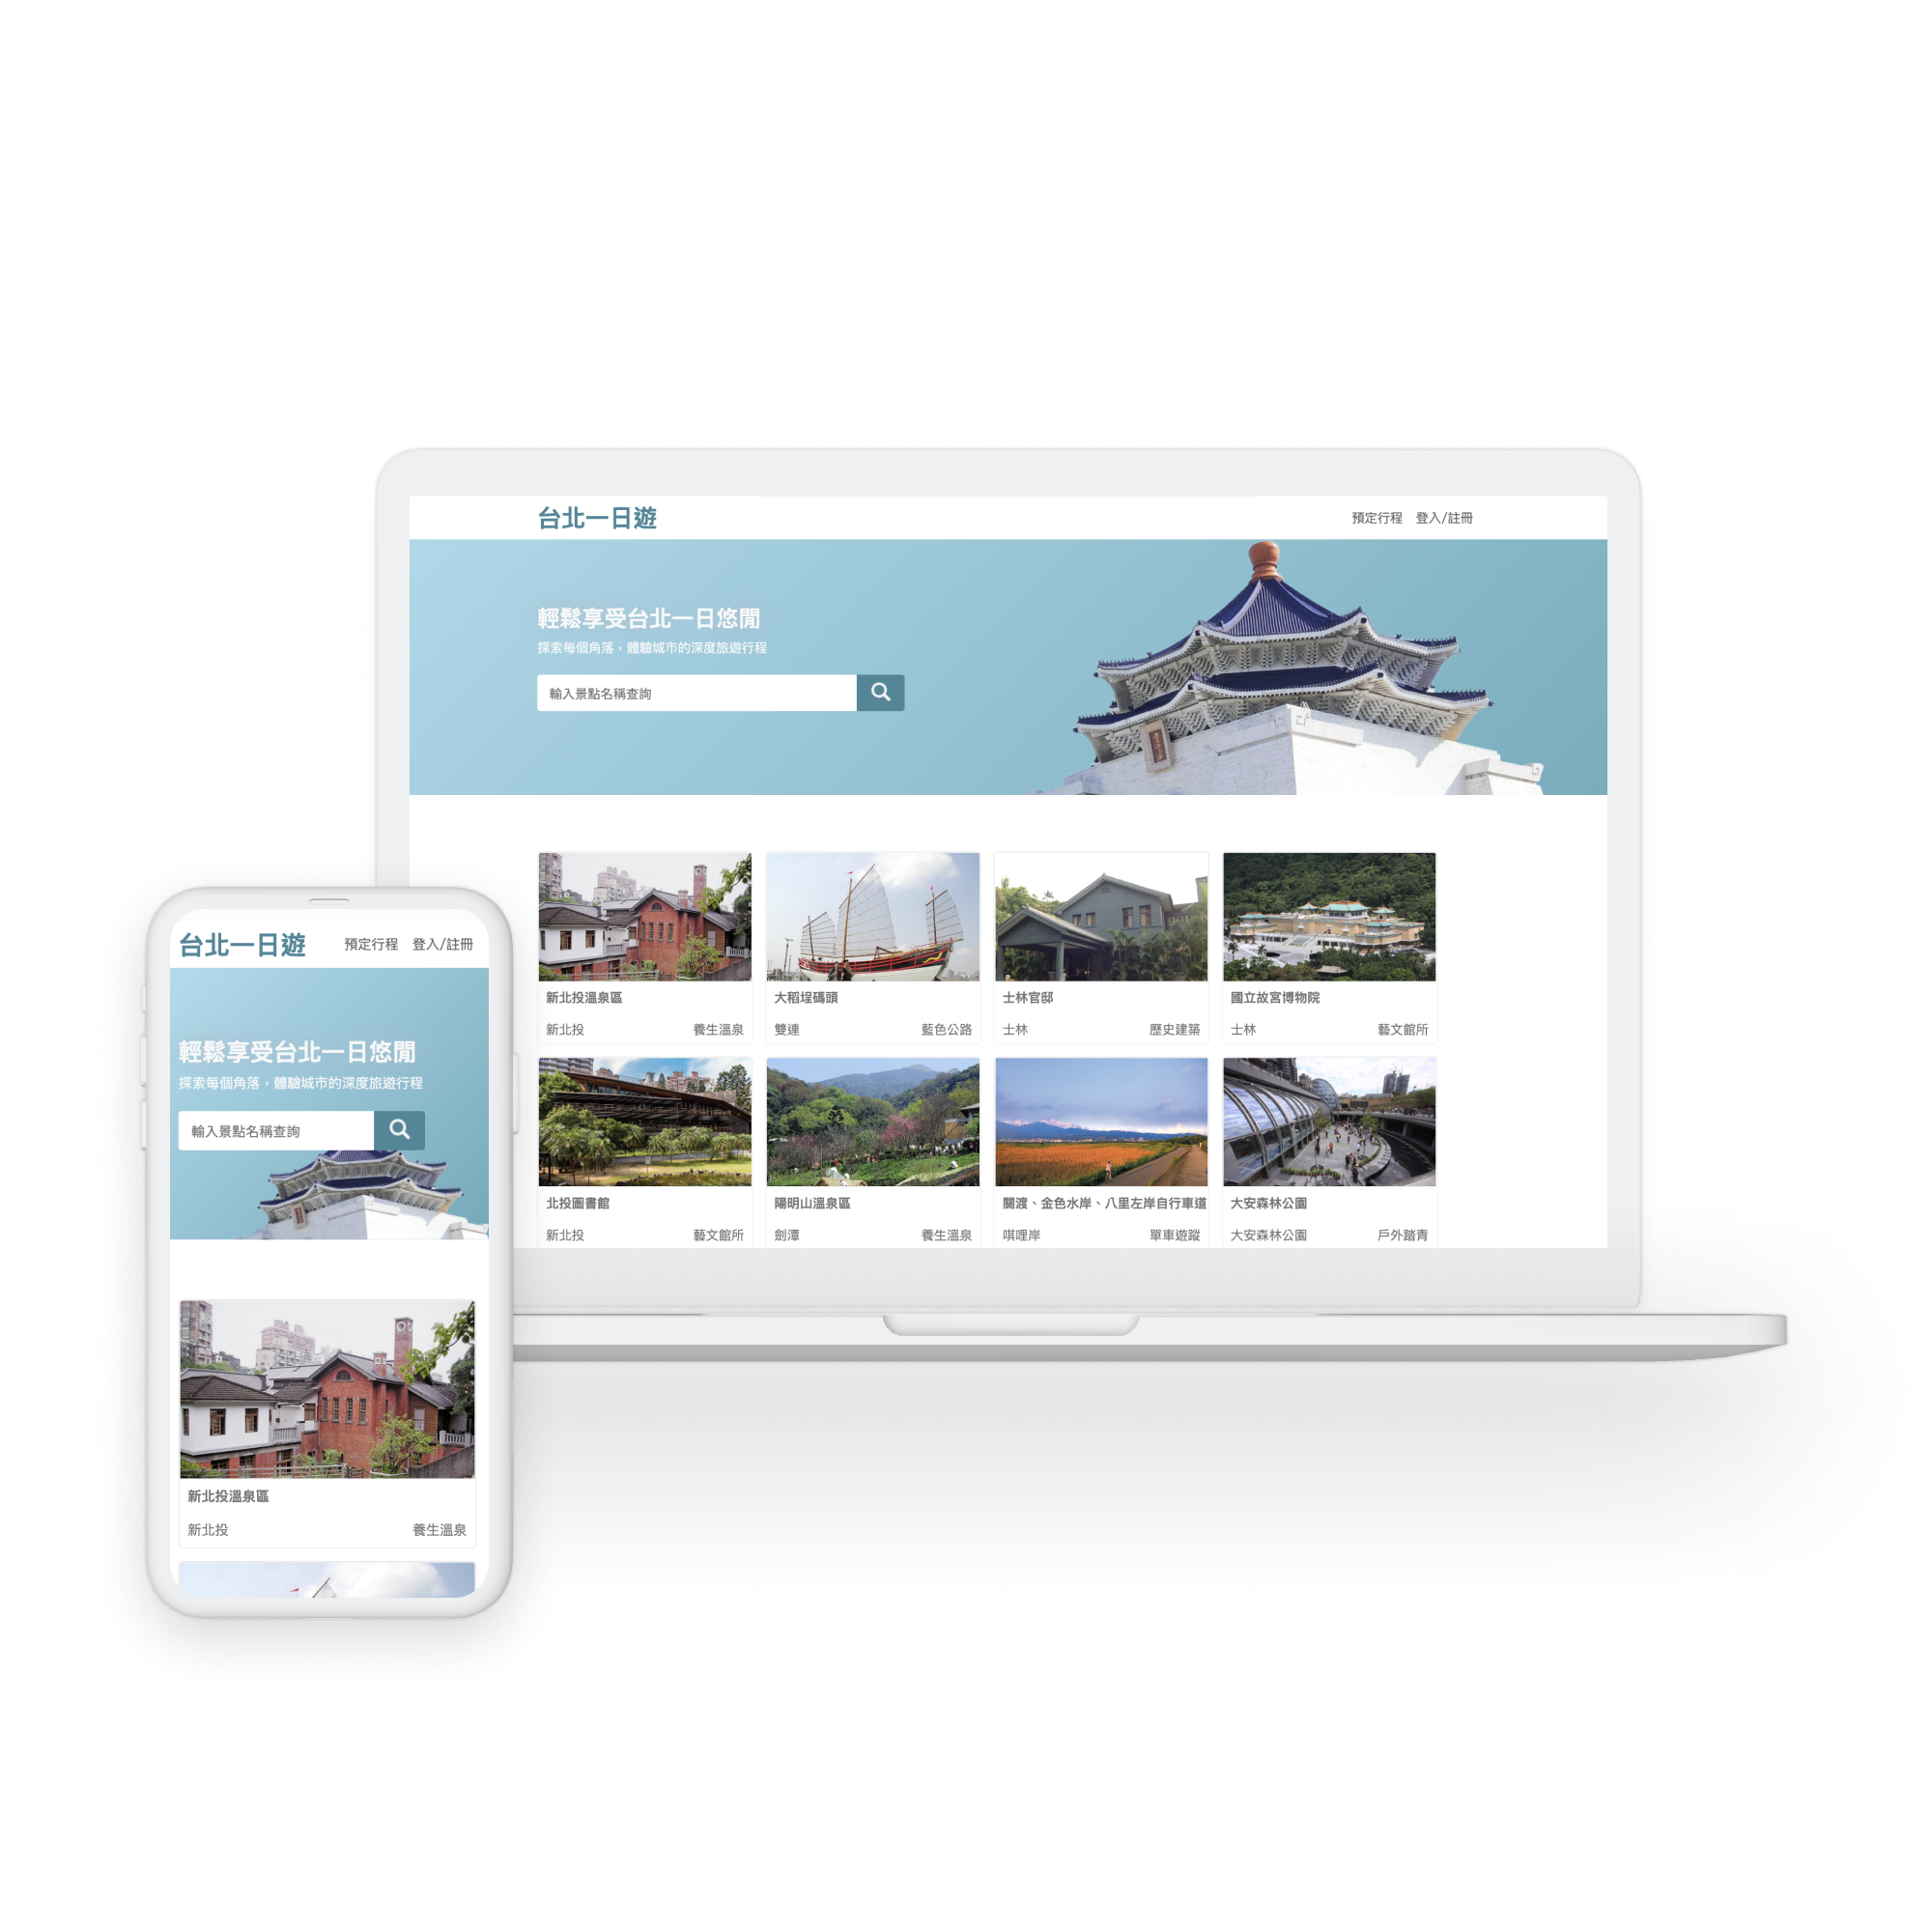 台北一日遊
預定行程 登入/註冊
輕鬆享受台北一日悠閒
探索每個角落,體驗城市的深度旅遊行程
輸入景點名稱查詢
新北投溫泉區
新北投 養生溫泉
大稻埕碼頭
雙連 藍色公路
士林官邸
士林 歷史建築
國立故宮博物院
士林 藝文館所
北投圖書館
新北投 藝文館所
陽明山溫泉區
劍潭 養生溫泉
關渡、金色水岸、八里左岸自行車道
唭哩岸 單車遊蹤
大安森林公園
大安森林公園 戶外踏青
台北一日遊
預定行程 登入/註冊
輕鬆享受台北一日悠閒
探索每個角落,體驗城市的深度旅遊行程
輸入景點名稱查詢
新北投溫泉區
新北投 養生溫泉